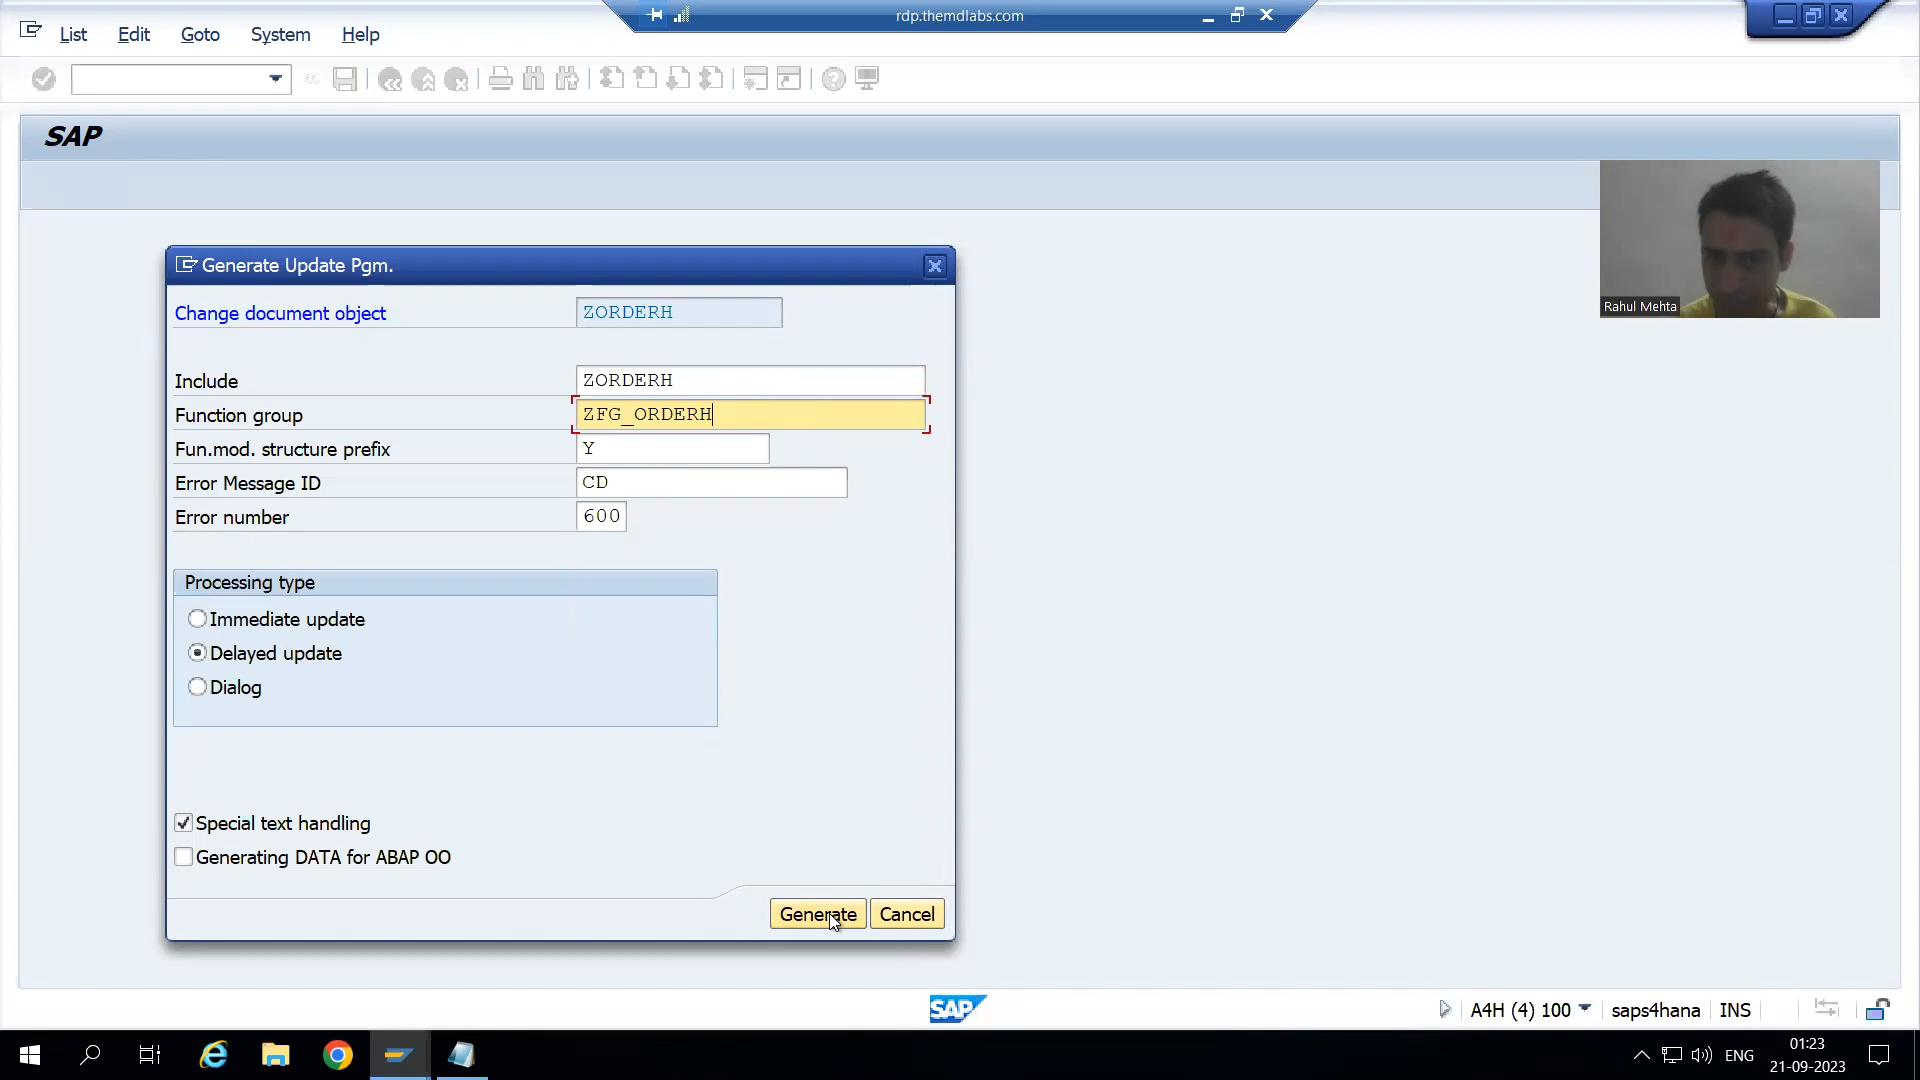 rdp.themdlabs.com
List Edit Goto System Help
SAP
Rahul Mehta
Generate Update Pgm.
Change document object ZORDERH
Include ZORDERH
Function group ZFG_ORDERH
Fun.mod. structure prefix Y
Error Message ID CD
Error number 600
Processing type
Immediate update
Delayed update
Dialog
Special text handling
Generating DATA for ABAP OO
Generate Cancel
SAP
A4H (4) 100 saps4hana INS
ENG
01:23
21-09-2023